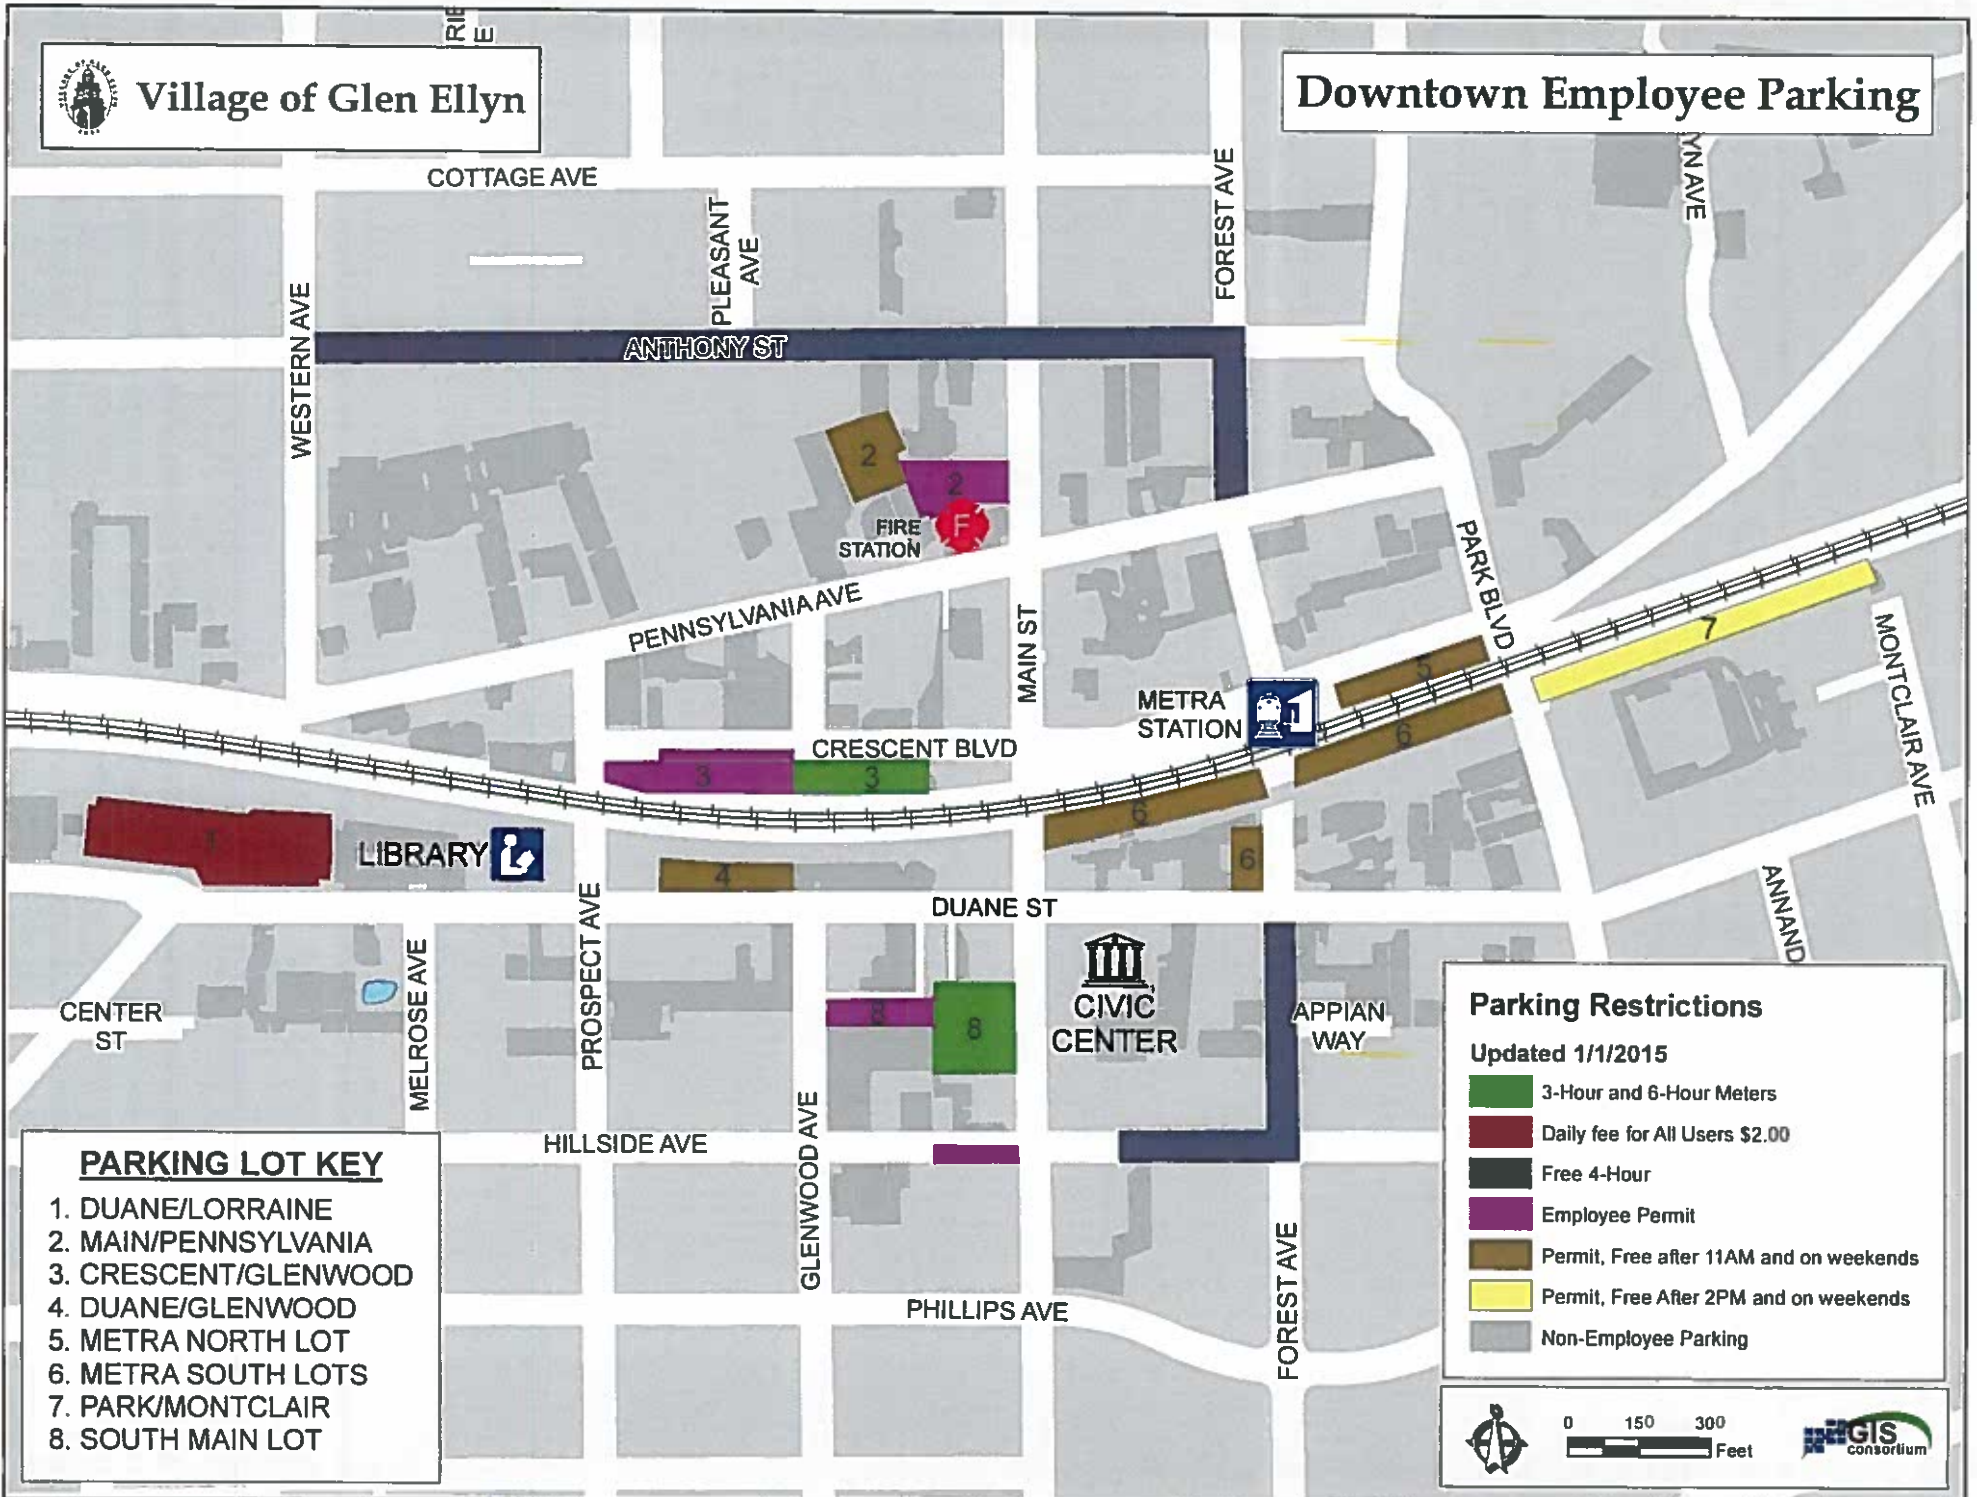 Village of Glen Ellyn
Downtown Employee Parking
COTTAGE AVE
PLEASANT
AVE
FOREST AVE
YN AVE
WESTERN AVE
ANTHONY ST
2
2
FIRE
STATION
F
PENNSYLVANIA AVE
MAIN ST
PARK BLVD
METRA
STATION
5
6
7
MONTCLAIR AVE
CRESCENT BLVD
3
3
6
6
1
LIBRARY
4
DUANE ST
PROSPECT AVE
MELROSE AVE
CENTER
ST
8
8
CIVIC
CENTER
APPIAN
WAY
ANNAND
HILLSIDE AVE
GLENWOOD AVE
PHILLIPS AVE
FOREST AVE
PARKING LOT KEY
1. DUANE/LORRAINE
2. MAIN/PENNSYLVANIA
3. CRESCENT/GLENWOOD
4. DUANE/GLENWOOD
5. METRA NORTH LOT
6. METRA SOUTH LOTS
7. PARK/MONTCLAIR
8. SOUTH MAIN LOT
Parking Restrictions
Updated 1/1/2015
3-Hour and 6-Hour Meters
Daily fee for All Users $2.00
Free 4-Hour
Employee Permit
Permit, Free after 11AM and on weekends
Permit, Free After 2PM and on weekends
Non-Employee Parking
0 150 300
Feet
GIS
consortium